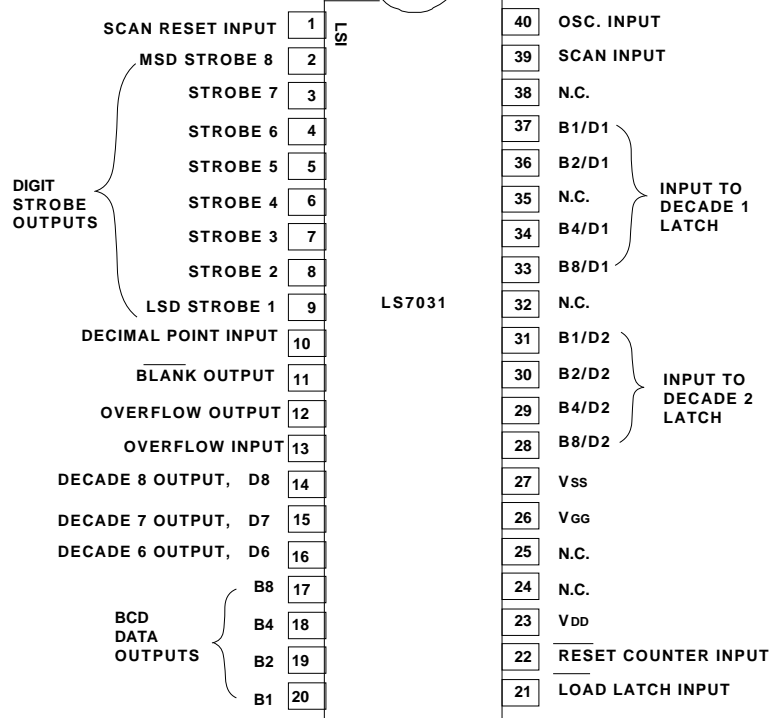 SCAN RESET INPUT 1
MSD STROBE 8 2
STROBE 7 3
STROBE 6 4
STROBE 5 5
STROBE 4 6
STROBE 3 7
STROBE 2 8
LSD STROBE 1 9
DECIMAL POINT INPUT 10
BLANK OUTPUT 11
OVERFLOW OUTPUT 12
OVERFLOW INPUT 13
DECADE 8 OUTPUT, D8 14
DECADE 7 OUTPUT, D7 15
DECADE 6 OUTPUT, D6 16
B8 17
B4 18
B2 19
B1 20
DIGIT
STROBE
OUTPUTS
BCD
DATA
OUTPUTS
LSI
LS7031
40 OSC. INPUT
39 SCAN INPUT
38 N.C.
37 B1/D1
36 B2/D1
35 N.C.
34 B4/D1
33 B8/D1
32 N.C.
31 B1/D2
30 B2/D2
29 B4/D2
28 B8/D2
27 VSS
26 VGG
25 N.C.
24 N.C.
23 VDD
22 RESET COUNTER INPUT
21 LOAD LATCH INPUT
INPUT TO
DECADE 1
LATCH
INPUT TO
DECADE 2
LATCH